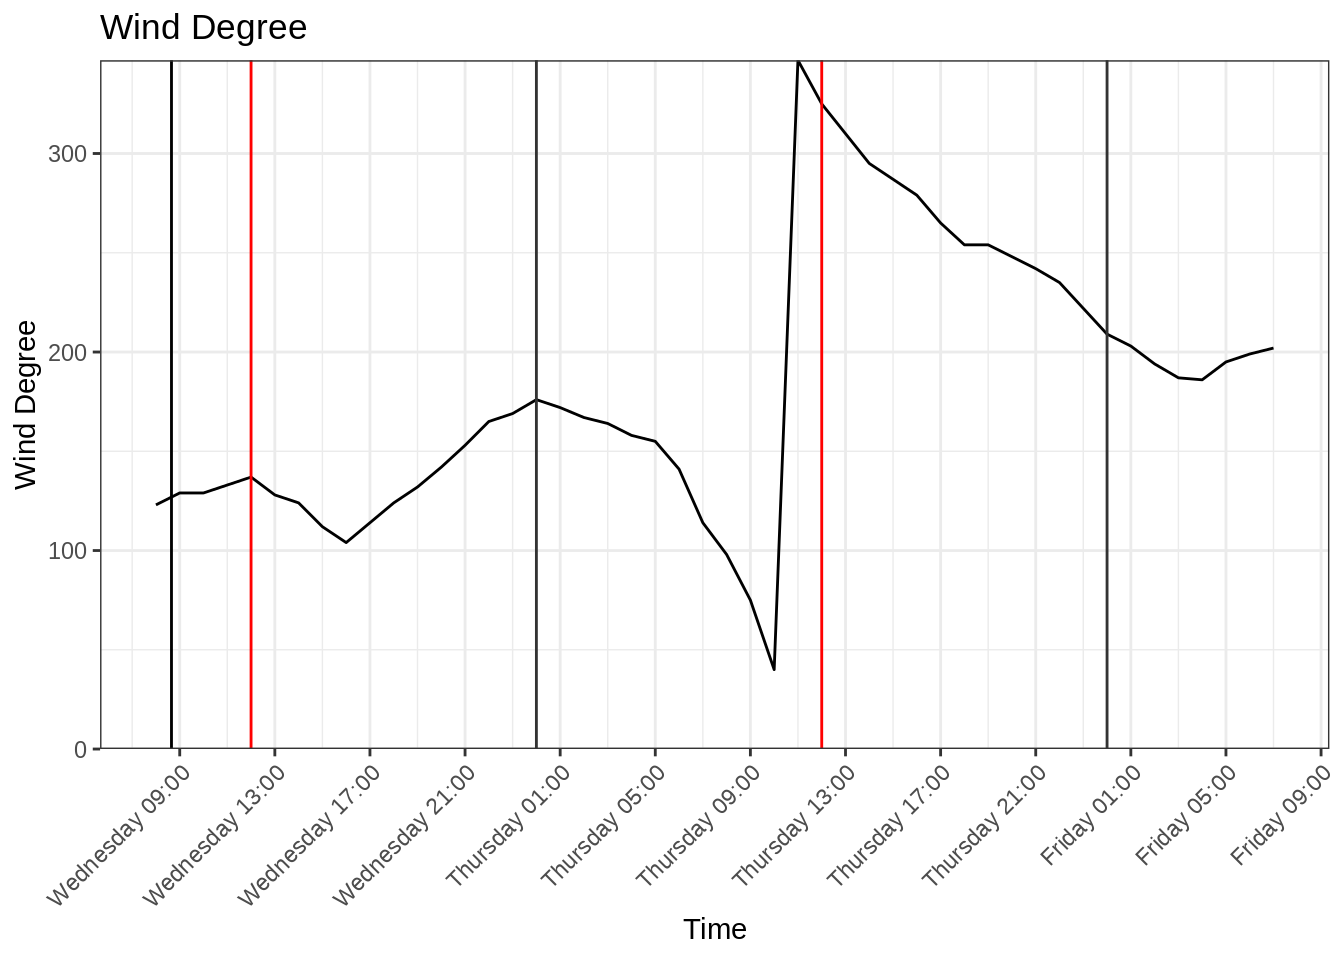 Wind Degree
Wind Degree
300
200
100
0
Wednesday 09:00
Wednesday 13:00
Wednesday 17:00
Wednesday 21:00
Thursday 01:00
Thursday 05:00
Thursday 09:00
Thursday 13:00
Thursday 17:00
Thursday 21:00
Friday 01:00
Friday 05:00
Friday 09:00
Time